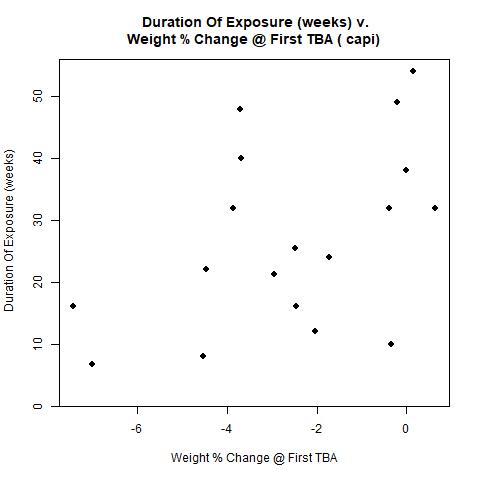 Duration Of Exposure (weeks) v.
Weight % Change @ First TBA ( capi)
Duration Of Exposure (weeks)
50
40
30
20
10
0
-6 -4 -2 0
Weight % Change @ First TBA